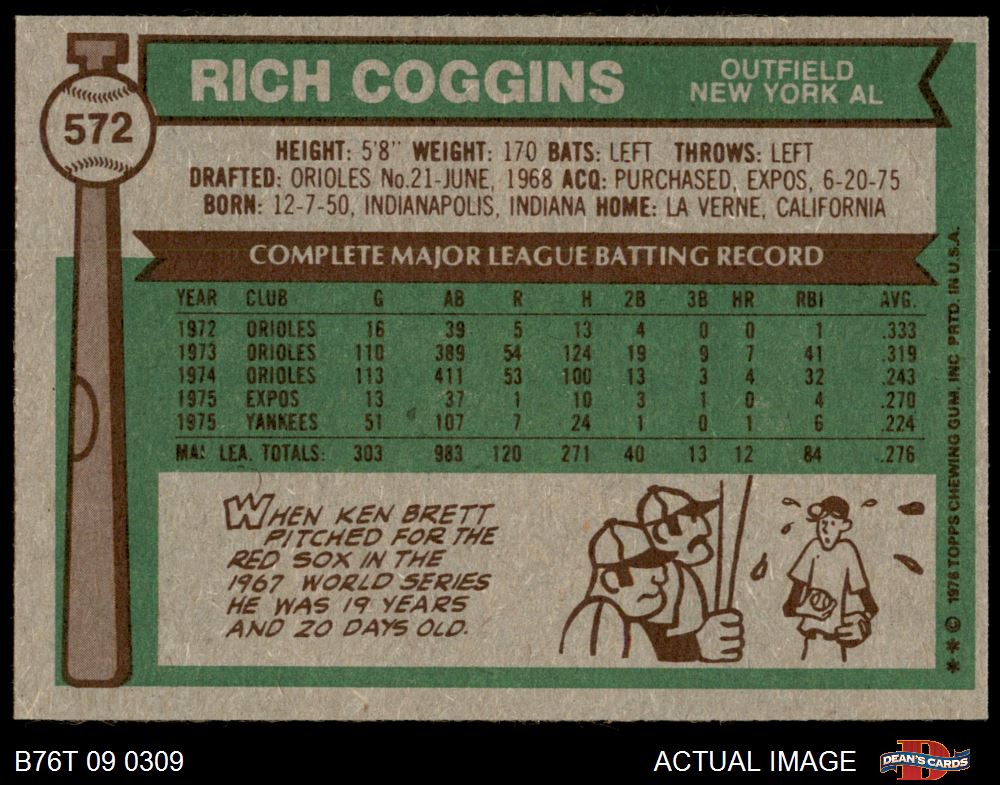 572
RICH COGGINS
OUTFIELD
NEW YORK AL
HEIGHT: 5'8" WEIGHT: 170 BATS: LEFT THROWS: LEFT
DRAFTED: ORIOLES No.21-JUNE, 1968 ACQ: PURCHASED, EXPOS, 6-20-75
BORN: 12-7-50, INDIANAPOLIS, INDIANA HOME: LA VERNE, CALIFORNIA
COMPLETE MAJOR LEAGUE BATTING RECORD
YEAR CLUB G AB R H 2B 3B HR RBI AVG.
1972 ORIOLES 16 39 5 13 4 0 0 1 .333
1973 ORIOLES 110 389 54 124 19 9 7 41 .319
1974 ORIOLES 113 411 53 100 13 3 4 32 .243
1975 EXPOS 13 37 1 10 3 1 0 4 .270
1975 YANKEES 51 107 7 24 1 0 1 6 .224
MAJ. LEA. TOTALS: 303 983 120 271 40 13 12 84 .276
WHEN KEN BRETT
PITCHED FOR THE
RED SOX IN THE
1967 WORLD SERIES
HE WAS 19 YEARS
AND 20 DAYS OLD.
** © 1976 TOPPS CHEWING GUM, INC PRTD. IN U.S.A.
B76T 09 0309
ACTUAL IMAGE
D
DEAN'S CARDS